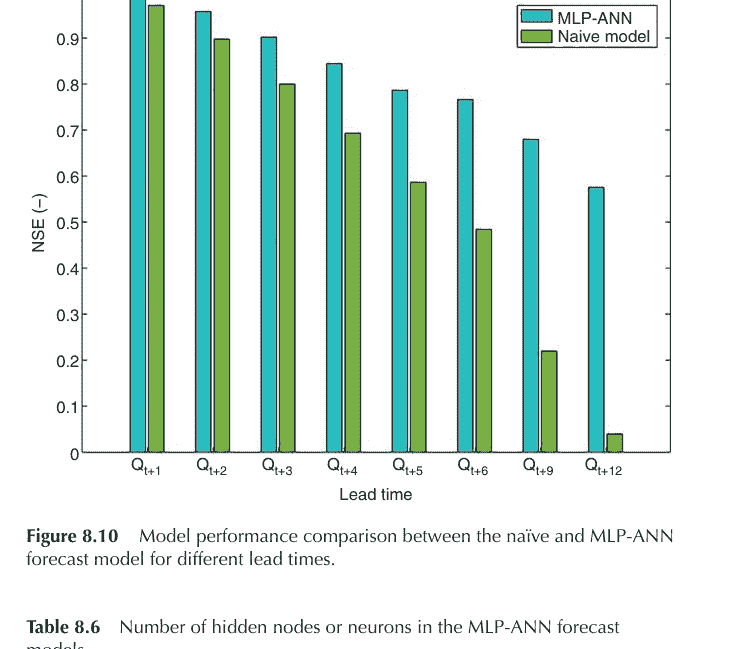 MLP-ANN
Naive model
0.9
0.8
0.7
0.6
0.5
0.4
0.3
0.2
0.1
0
NSE (–)
Qt+1 Qt+2 Qt+3 Qt+4 Qt+5 Qt+6 Qt+9 Qt+12
Lead time
Figure 8.10 Model performance comparison between the naïve and MLP-ANN
forecast model for different lead times.
Table 8.6 Number of hidden nodes or neurons in the MLP-ANN forecast
models